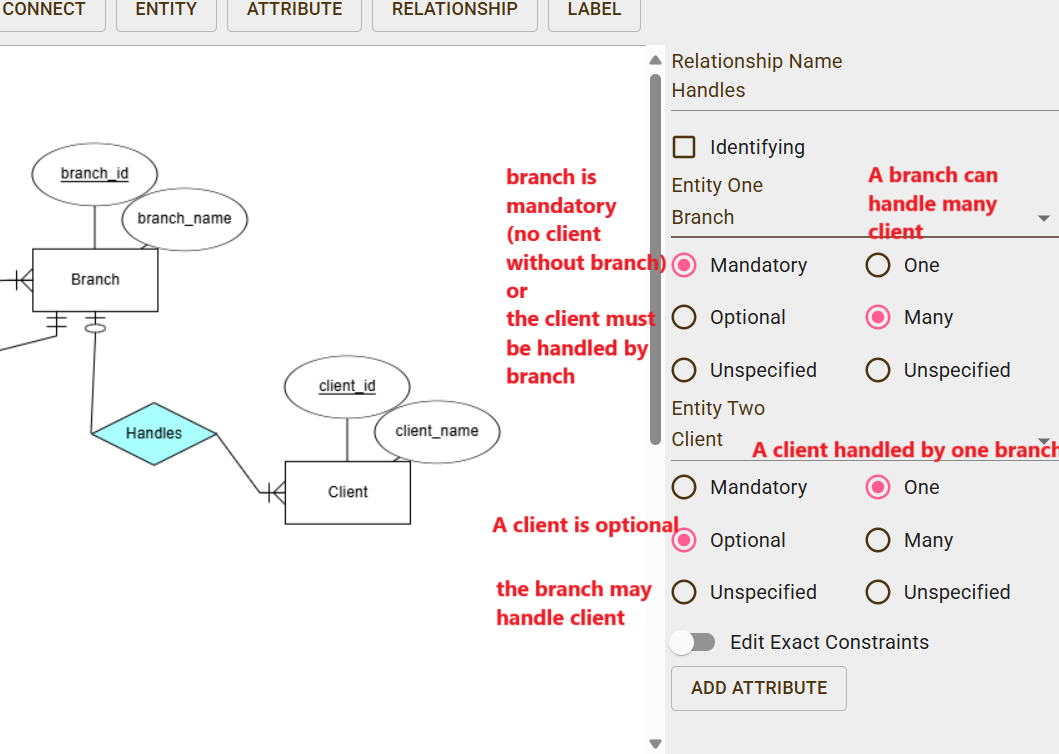 CONNECT
ENTITY
ATTRIBUTE
RELATIONSHIP
LABEL
Relationship Name
Handles
Identifying
Entity One
Branch
A branch can
handle many
client
Mandatory
One
Optional
Many
Unspecified
Unspecified
Entity Two
Client
A client handled by one branch
Mandatory
One
Optional
Many
Unspecified
Unspecified
Edit Exact Constraints
ADD ATTRIBUTE
branch_id
branch_name
Branch
Handles
client_id
client_name
Client
branch is
mandatory
(no client
without branch)
or
the client must
be handled by
branch
A client is optional
the branch may
handle client